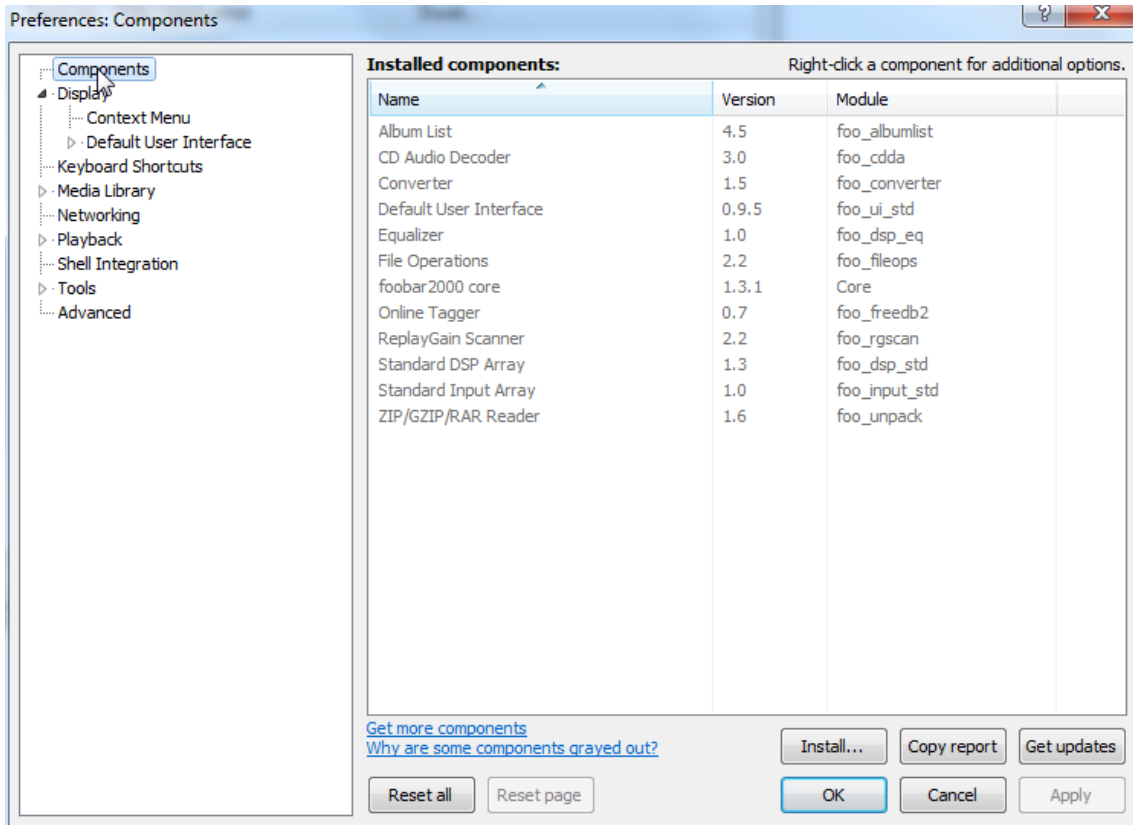 Preferences: Components
Components
Display
Context Menu
Default User Interface
Keyboard Shortcuts
Media Library
Networking
Playback
Shell Integration
Tools
Advanced
Installed components: Right-click a component for additional options.
Name Version Module
Album List 4.5 foo_albumlist
CD Audio Decoder 3.0 foo_cdda
Converter 1.5 foo_converter
Default User Interface 0.9.5 foo_ui_std
Equalizer 1.0 foo_dsp_eq
File Operations 2.2 foo_fileops
foobar2000 core 1.3.1 Core
Online Tagger 0.7 foo_freedb2
ReplayGain Scanner 2.2 foo_rgscan
Standard DSP Array 1.3 foo_dsp_std
Standard Input Array 1.0 foo_input_std
ZIP/GZIP/RAR Reader 1.6 foo_unpack
Get more components
Why are some components grayed out?
Install... Copy report Get updates
Reset all Reset page OK Cancel Apply